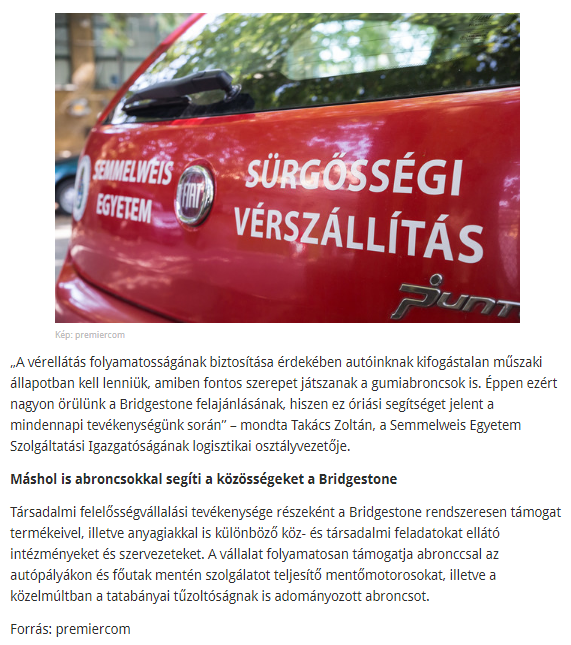 SEMMELWEIS
EGYETEM
FIAT
SÜRGŐSSÉGI
VÉRSZÁLLÍTÁS
Punt
Kép: premiercom
„A vérellátás folyamatosságának biztosítása érdekében autóinknak kifogástalan műszaki
állapotban kell lenniük, amiben fontos szerepet játszanak a gumiabroncsok is. Éppen ezért
nagyon örülünk a Bridgestone felajánlásának, hiszen ez óriási segítséget jelent a
mindennapi tevékenységünk során” – mondta Takács Zoltán, a Semmelweis Egyetem
Szolgáltatási Igazgatóságának logisztikai osztályvezetője.
Máshol is abroncsokkal segíti a közösségeket a Bridgestone
Társadalmi felelősségvállalási tevékenysége részeként a Bridgestone rendszeresen támogat
termékeivel, illetve anyagiakkal is különböző köz- és társadalmi feladatokat ellátó
intézményeket és szervezeteket. A vállalat folyamatosan támogatja abronccsal az
autópályákon és főutak mentén szolgálatot teljesítő mentőmotorosokat, illetve a
közelmúltban a tatabányai tűzoltóságnak is adományozott abroncsot.
Forrás: premiercom